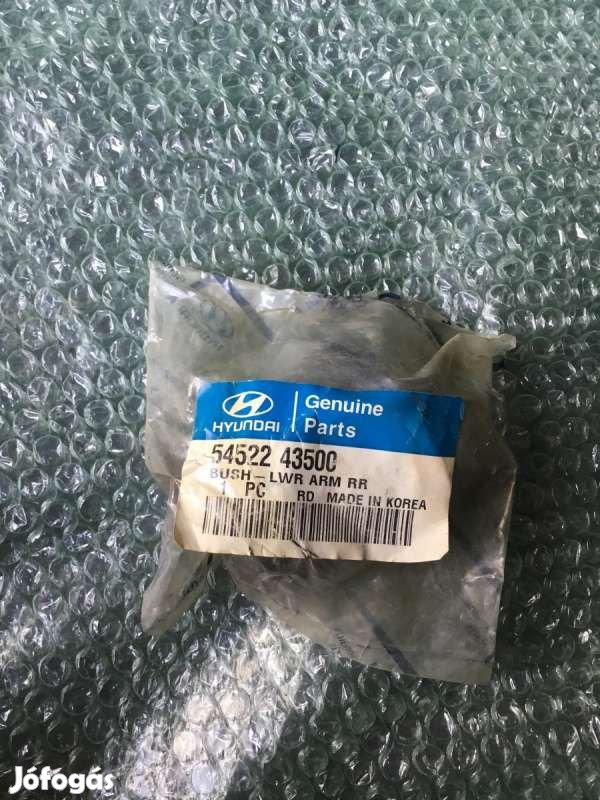 HYUNDAI
Genuine
Parts
54522 43500
BUSH-LWR ARM RR
1 PC RD MADE IN KOREA
Jófogás